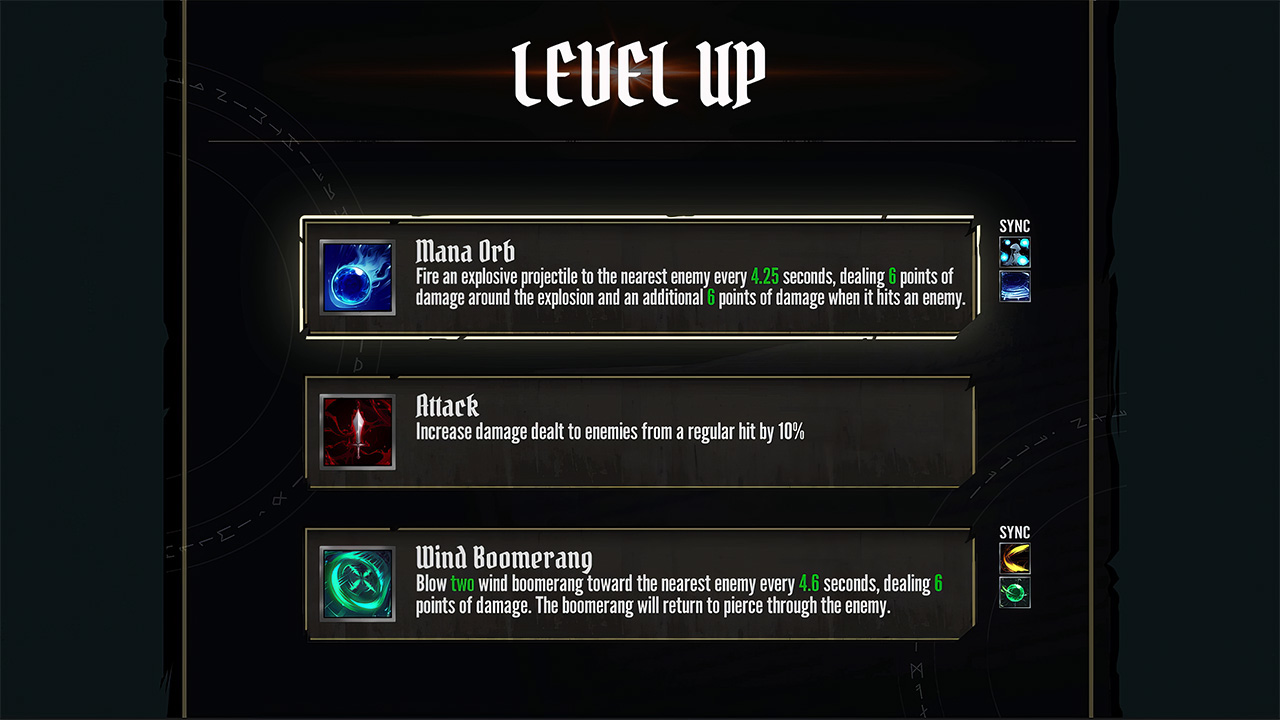 LEVEL UP
SYNC
Mana Orb
Fire an explosive projectile to the nearest enemy every 4.25 seconds, dealing 6 points of
damage around the explosion and an additional 6 points of damage when it hits an enemy.
Attack
Increase damage dealt to enemies from a regular hit by 10%
SYNC
Wind Boomerang
Blow two wind boomerang toward the nearest enemy every 4.6 seconds, dealing 6
points of damage. The boomerang will return to pierce through the enemy.